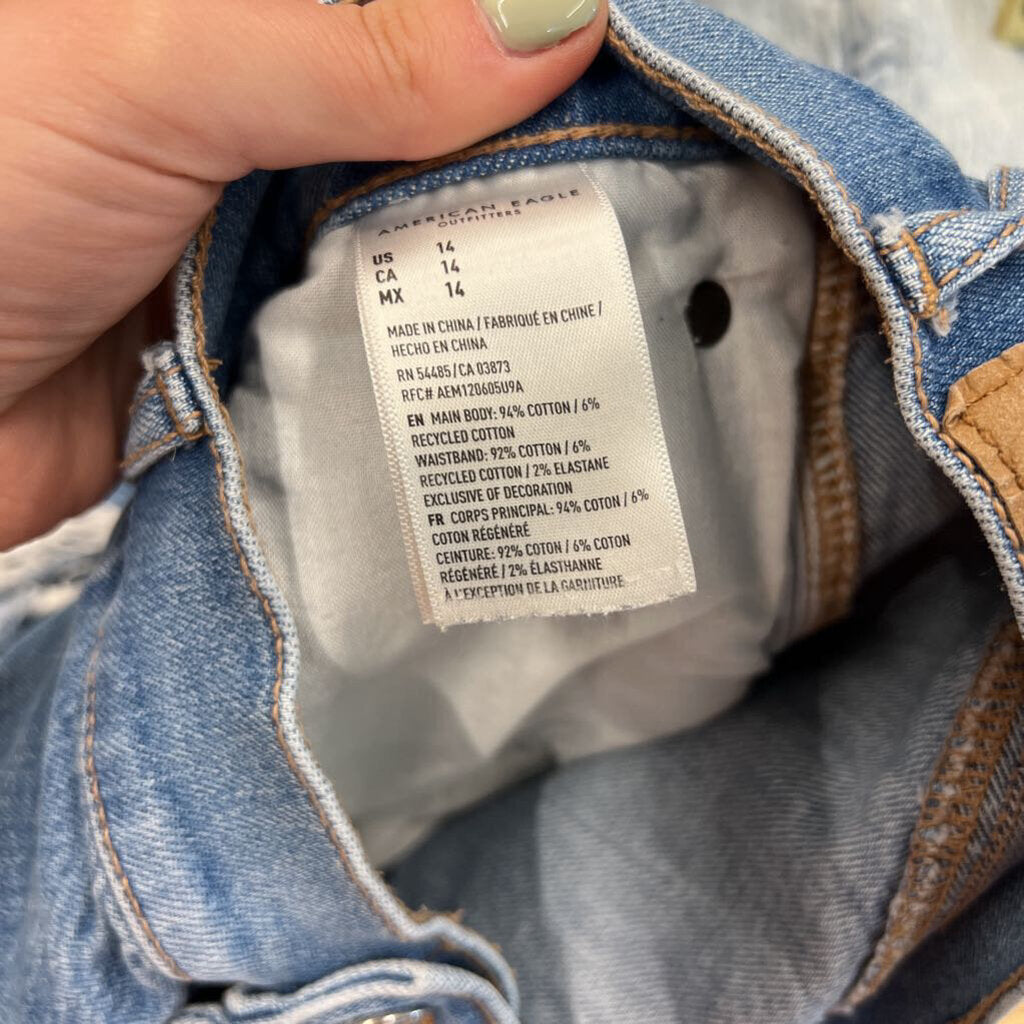 AMERICAN EAGLE
OUTFITTERS
US 14
CA 14
MX 14
MADE IN CHINA / FABRIQUÉ EN CHINE /
HECHO EN CHINA
RN 54485 / CA 03873
RFC# AEM120605U9A
EN MAIN BODY: 94% COTTON / 6%
RECYCLED COTTON
WAISTBAND: 92% COTTON / 6%
RECYCLED COTTON / 2% ELASTANE
EXCLUSIVE OF DECORATION
FR CORPS PRINCIPAL: 94% COTON / 6%
COTON RÉGÉNÉRÉ
CEINTURE: 92% COTON / 6% COTON
RÉGÉNÉRÉ / 2% ÉLASTHANNE
À L'EXCEPTION DE LA GARNITURE